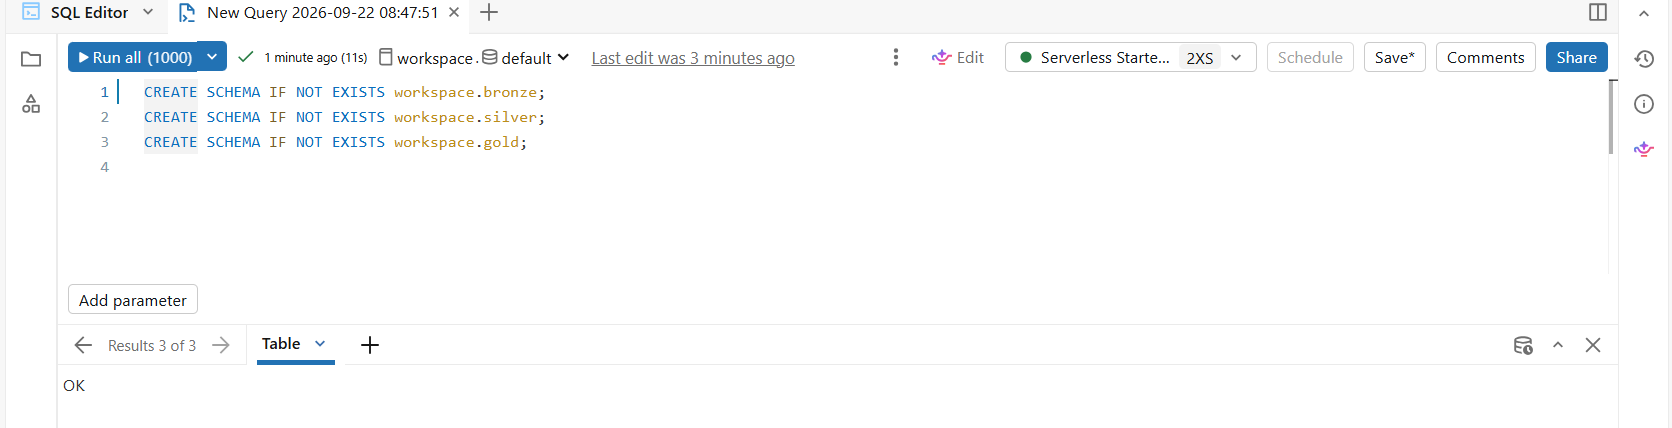 SQL Editor New Query 2026-09-22 08:47:51
Run all (1000) 1 minute ago (11s) workspace. default Last edit was 3 minutes ago Edit Serverless Starte... 2XS Schedule Save* Comments Share
1 CREATE SCHEMA IF NOT EXISTS workspace.bronze;
2 CREATE SCHEMA IF NOT EXISTS workspace.silver;
3 CREATE SCHEMA IF NOT EXISTS workspace.gold;
4
Add parameter
Results 3 of 3 Table
OK